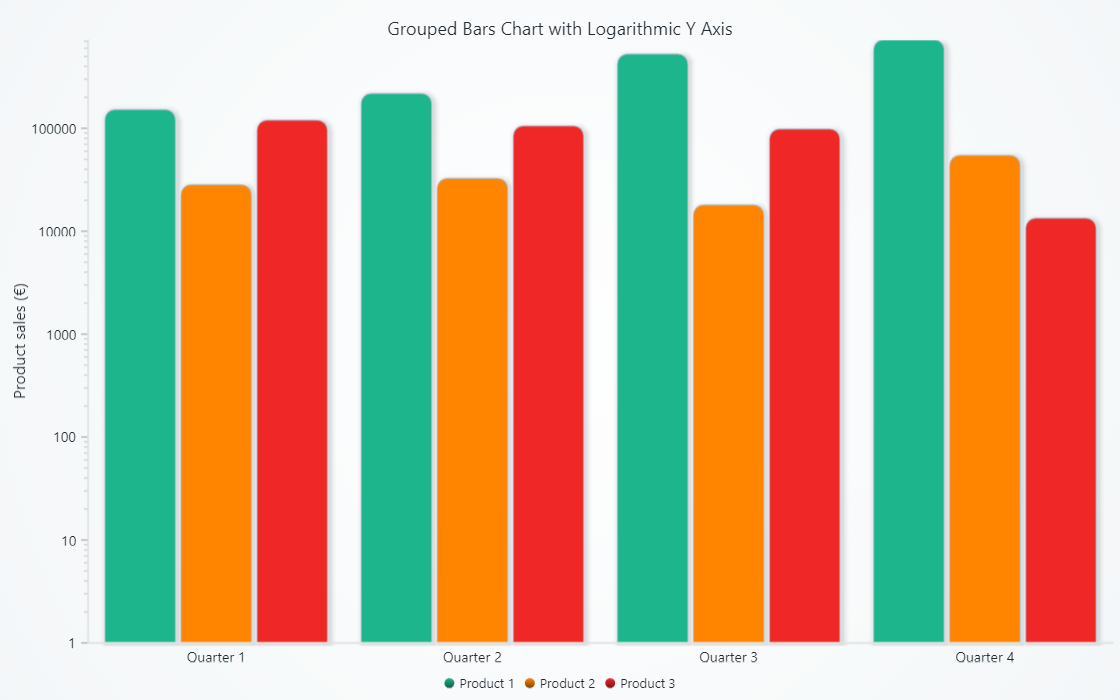 Grouped Bars Chart with Logarithmic Y Axis
Product sales (€)
100000
10000
1000
100
10
1
Quarter 1 Quarter 2 Quarter 3 Quarter 4
Product 1 Product 2 Product 3